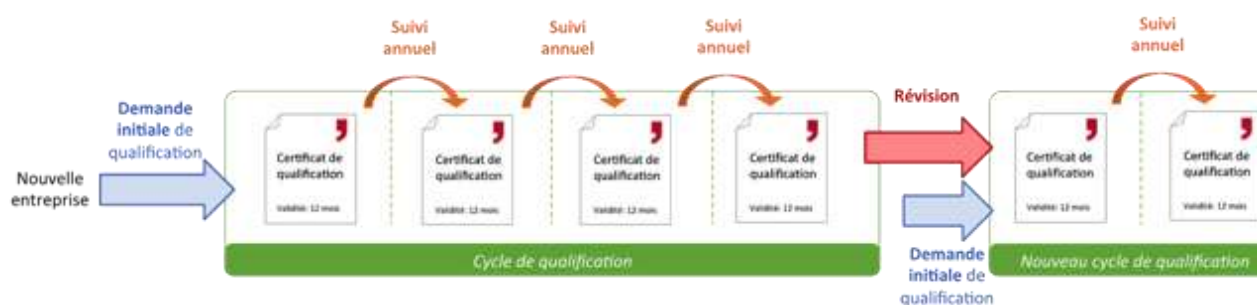 Suivi
annuel
Suivi
annuel
Suivi
annuel
Suivi
annuel
Demande
initiale de
qualification
Révision
Nouvelle
entreprise
Certificat de
qualification
Validité: 12 mois
Certificat de
qualification
Validité: 12 mois
Certificat de
qualification
Validité: 12 mois
Certificat de
qualification
Validité: 12 mois
Certificat de
qualification
Validité: 12 mois
Certificat de
qualification
Validité: 12 mois
Cycle de qualification
Demande
initiale de
qualification
Nouveau cycle de qualification